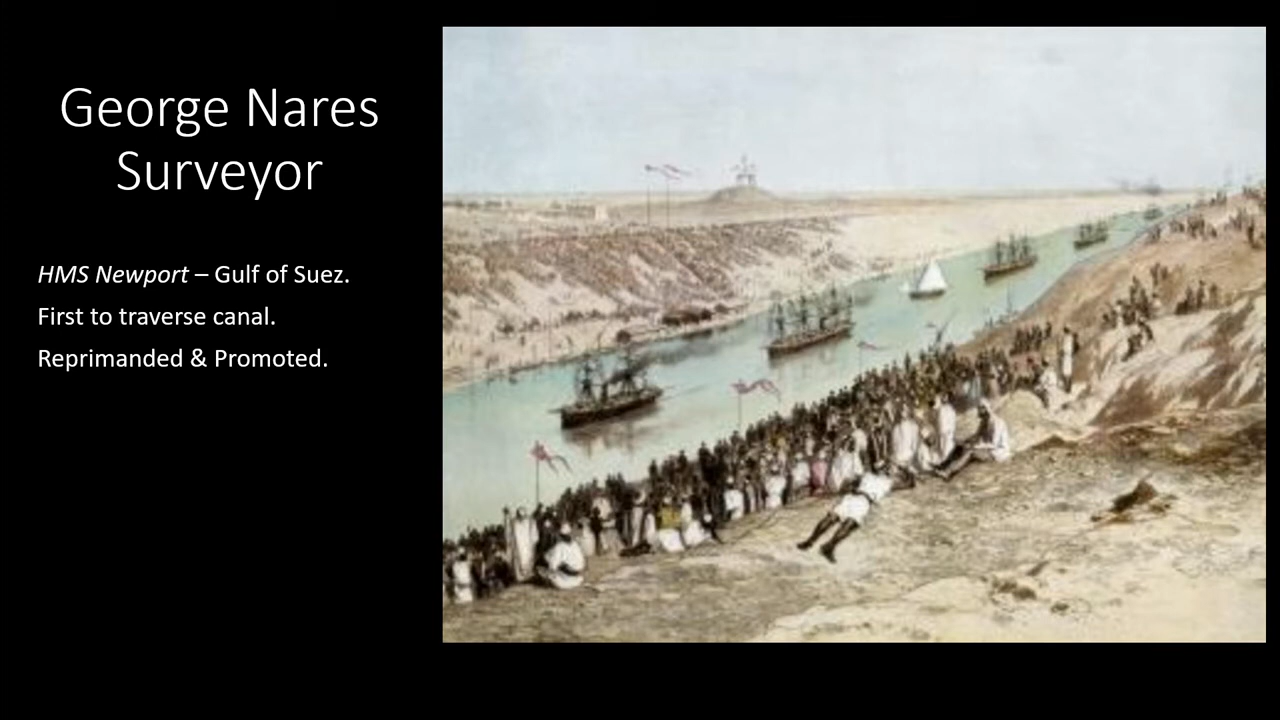 George Nares
Surveyor
HMS Newport – Gulf of Suez.
First to traverse canal.
Reprimanded & Promoted.